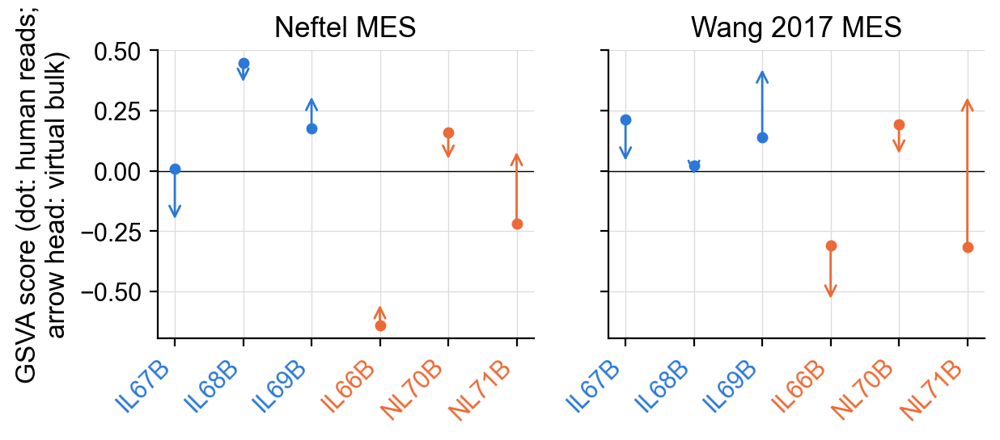 Neftel MES
Wang 2017 MES
GSVA score (dot: human reads;
arrow head: virtual bulk)
0.50
0.25
0.00
−0.25
−0.50
IL67B
IL68B
IL69B
IL66B
NL70B
NL71B
IL67B
IL68B
IL69B
IL66B
NL70B
NL71B